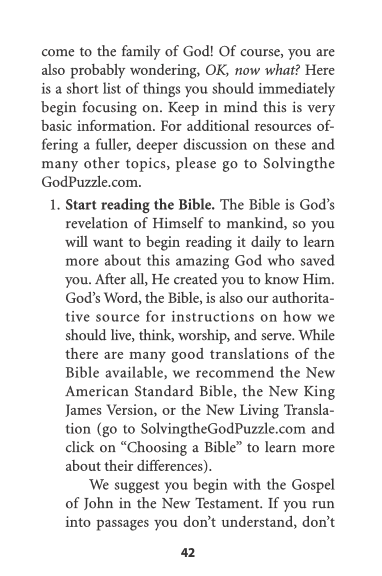 come to the family of God! Of course, you are
also probably wondering, OK, now what? Here
is a short list of things you should immediately
begin focusing on. Keep in mind this is very
basic information. For additional resources of-
fering a fuller, deeper discussion on these and
many other topics, please go to Solvingthe
GodPuzzle.com.
1. Start reading the Bible. The Bible is God’s
revelation of Himself to mankind, so you
will want to begin reading it daily to learn
more about this amazing God who saved
you. After all, He created you to know Him.
God’s Word, the Bible, is also our authorita-
tive source for instructions on how we
should live, think, worship, and serve. While
there are many good translations of the
Bible available, we recommend the New
American Standard Bible, the New King
James Version, or the New Living Transla-
tion (go to SolvingtheGodPuzzle.com and
click on “Choosing a Bible” to learn more
about their differences).
We suggest you begin with the Gospel
of John in the New Testament. If you run
into passages you don’t understand, don’t
42